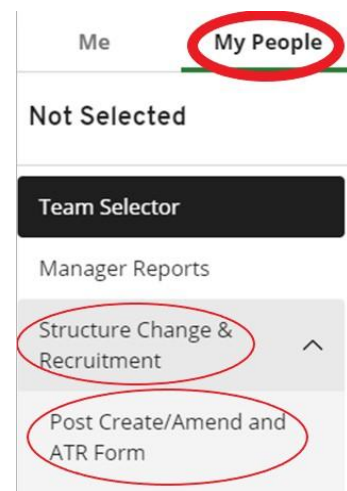 Me My People
Not Selected
Team Selector
Manager Reports
Structure Change &
Recruitment
Post Create/Amend and
ATR Form